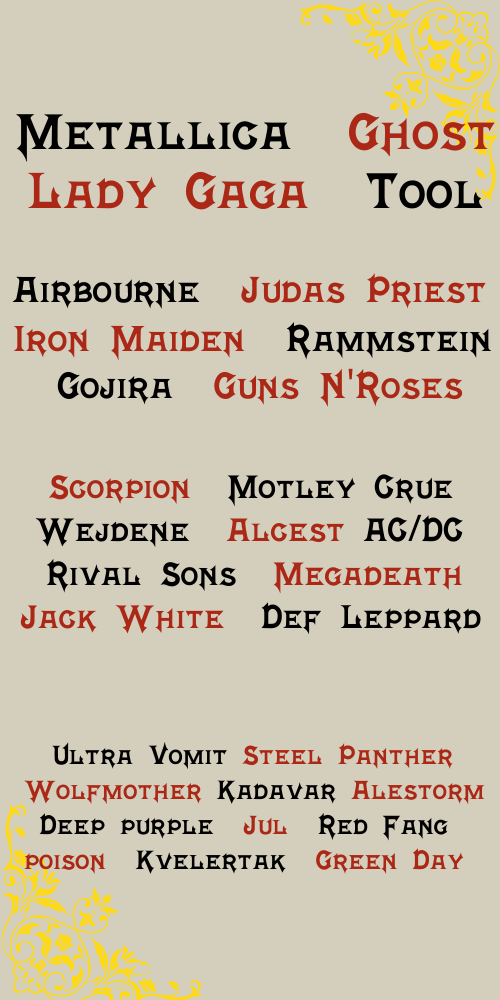 Metallica Ghost
Lady Gaga Tool
Airbourne Judas Priest
Iron Maiden Rammstein
Gojira Guns N'Roses
Scorpion Motley Crue
Wejdene Alcest AC/DC
Rival Sons Megadeath
Jack White Def Leppard
Ultra Vomit Steel Panther
Wolfmother Kadavar Alestorm
Deep purple Jul Red Fang
poison Kvelertak Green Day